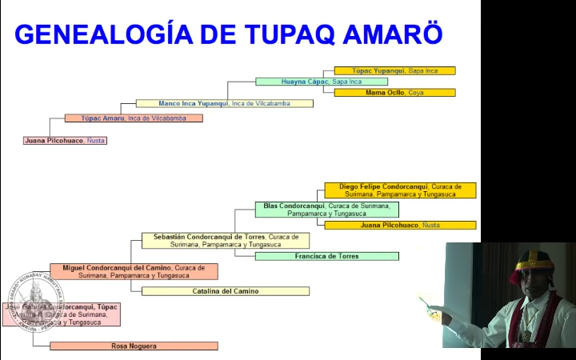 GENEALOGÍA DE TUPAQ AMARÖ
Túpac Yupanqui, Sapa Inca
Huayna Cápac, Sapa Inca
Mama Ocllo, Coya
Manco Inca Yupanqui, Inca de Vilcabamba
Túpac Amaru, Inca de Vilcabamba
Juana Pilcohuaco, Ñusta
Diego Felipe Condorcanqui, Curaca de
Surimana, Pampamarca y Tungasuca
Blas Condorcanqui, Curaca de Surimana,
Pampamarca y Tungasuca
Juana Pilcohuaco, Ñusta
Sebastián Condorcanqui de Torres, Curaca de
Surimana, Pampamarca y Tungasuca
Francisca de Torres
Miguel Condorcanqui del Camino, Curaca de
Surimana, Pampamarca y Tungasuca
Catalina del Camino
José Gabriel Condorcanqui, Túpac
Curaca de Surimana,
Pampamarca y Tungasuca
Rosa Noguera